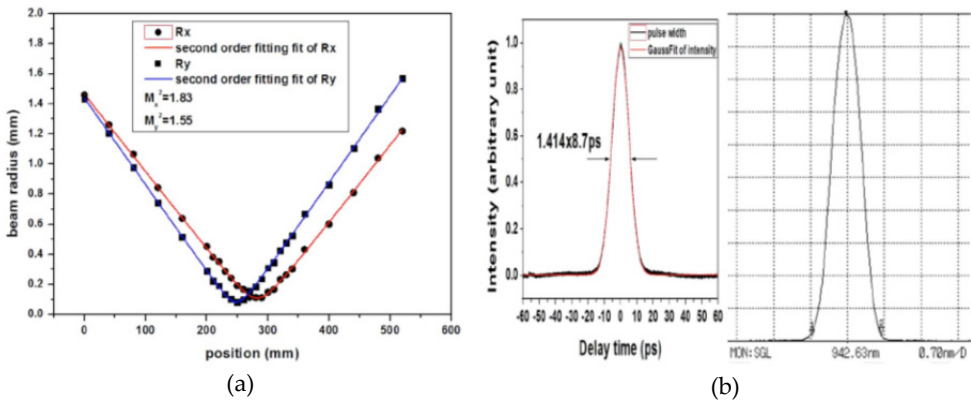 2.0
1.8
1.6
1.4
1.2
1.0
0.8
0.6
0.4
0.2
0.0
beam radius (mm)
Rx
second order fitting fit of Rx
Ry
second order fitting fit of Ry
Mx²=1.83
My²=1.55
0 100 200 300 400 500 600
position (mm)
(a)
Intensity (arbitrary unit)
1.0
0.8
0.6
0.4
0.2
0.0
pulse width
GaussFit of intensity
1.414x8.7ps
-60 -50 -40 -30 -20 -10 0 10 20 30 40 50 60
Delay time (ps)
MON:SGL 942.63nm 0.70nm/D
(b)